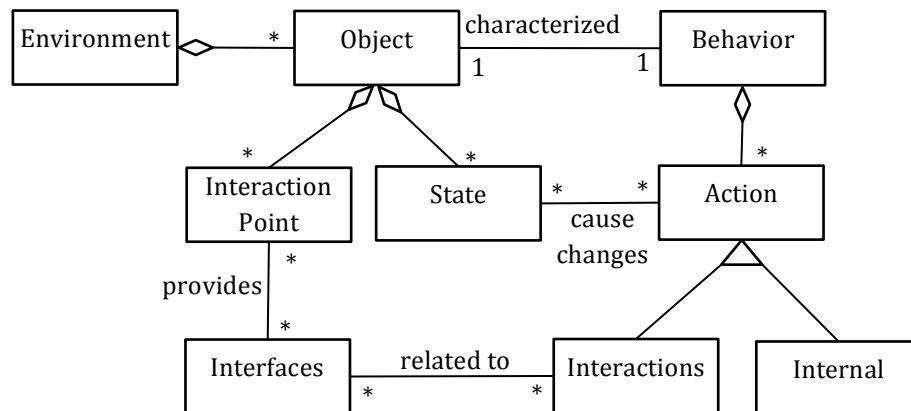 Environment
*
Object
characterized
1
1
Behavior
*
*
*
Interaction
Point
State
*
*
cause
changes
Action
*
provides
*
Interfaces
related to
*
*
Interactions
Internal